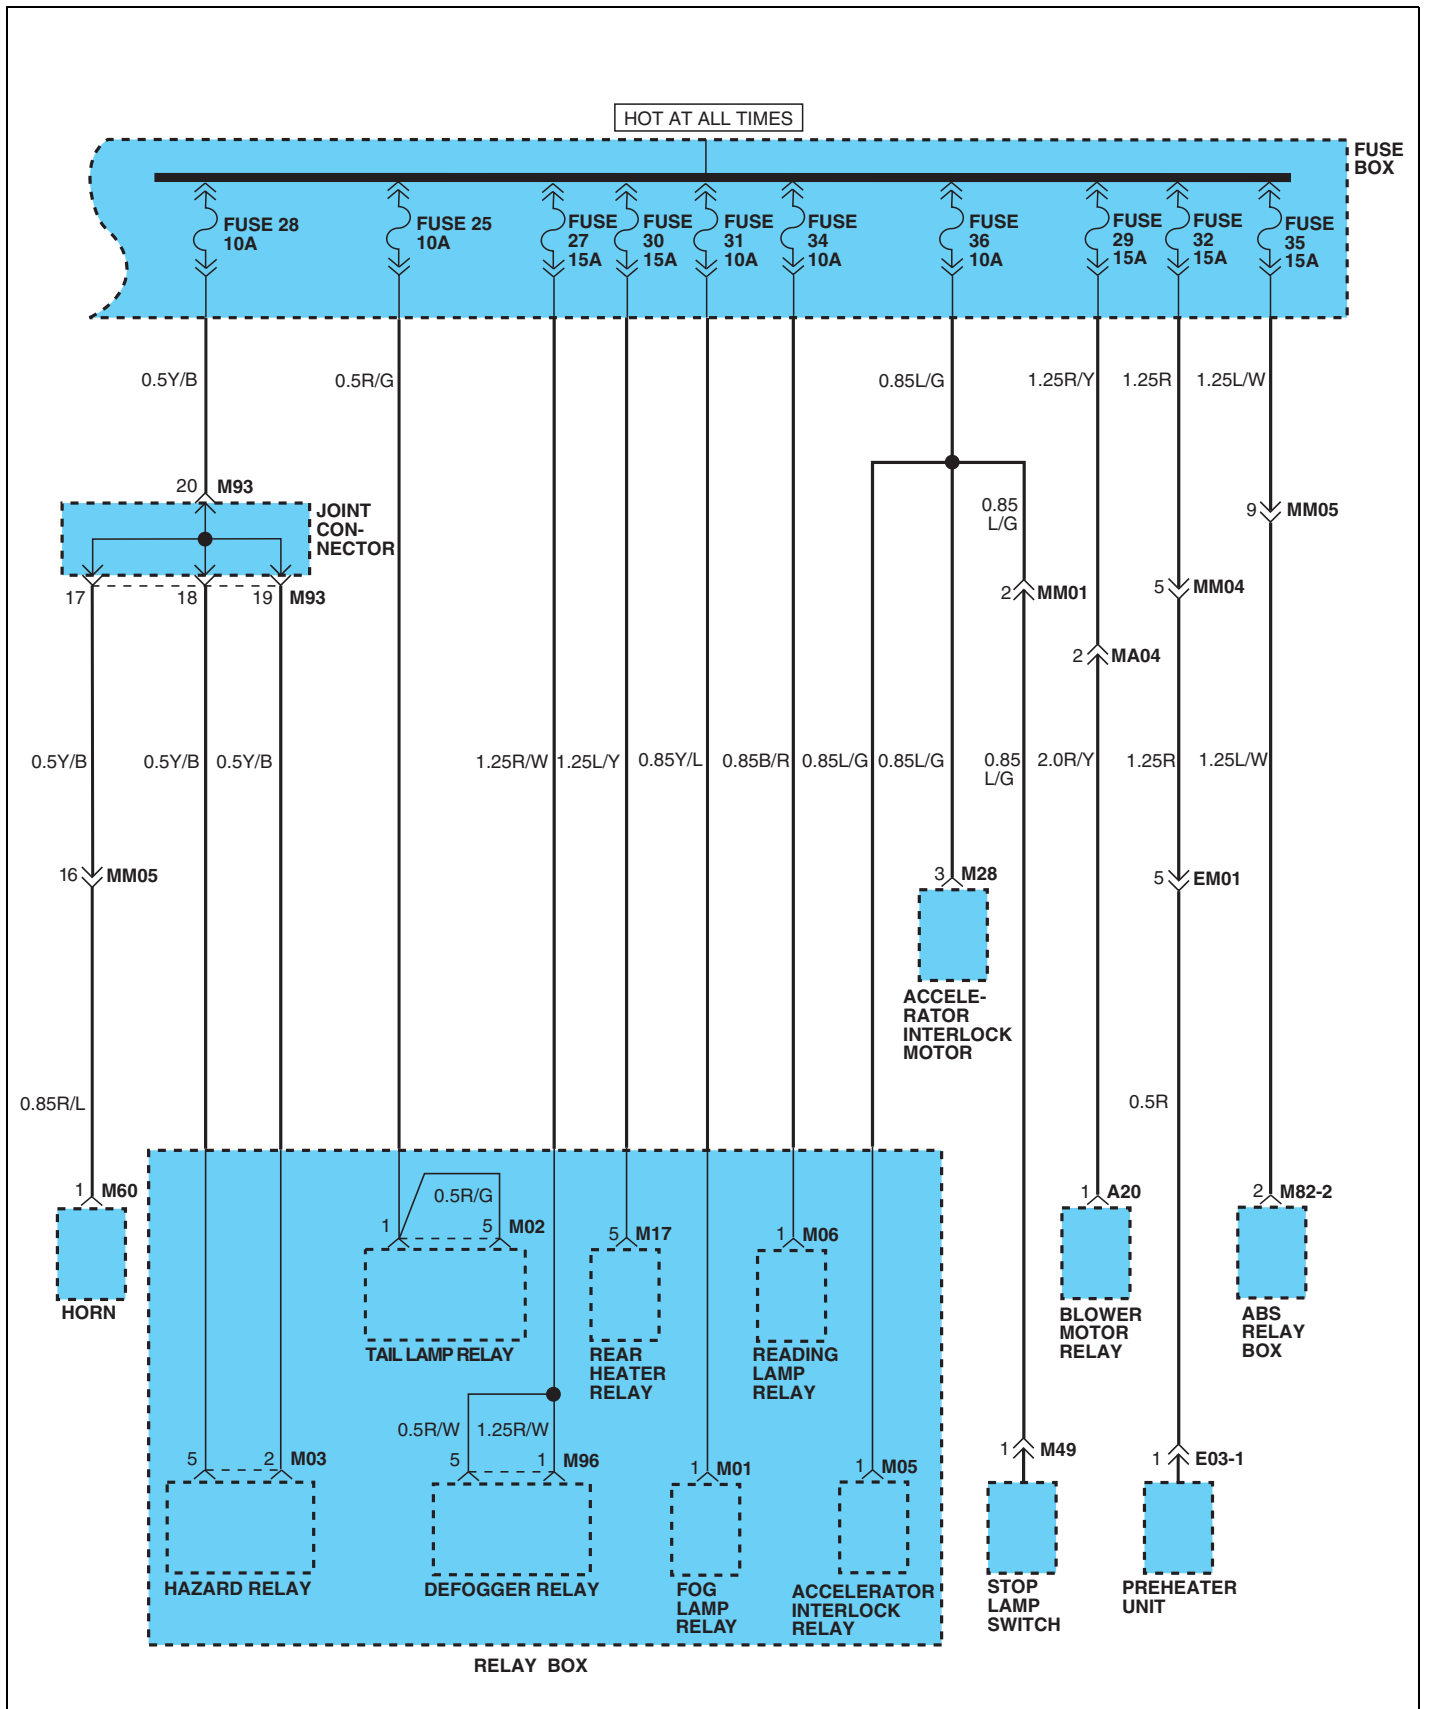 HOT AT ALL TIMES
FUSE
BOX
FUSE 28
10A
FUSE 25
10A
FUSE
27
15A
FUSE
30
15A
FUSE
31
10A
FUSE
34
10A
FUSE
36
10A
FUSE
29
15A
FUSE
32
15A
FUSE
35
15A
0.5Y/B
0.5R/G
0.85L/G
1.25R/Y
1.25R
1.25L/W
20 M93
JOINT
CON-
NECTOR
0.85
L/G
9 MM05
17
18
19 M93
2 MM01
5 MM04
2 MA04
0.5Y/B
0.5Y/B
0.5Y/B
1.25R/W
1.25L/Y
0.85Y/L
0.85B/R
0.85L/G
0.85L/G
0.85
L/G
2.0R/Y
1.25R
1.25L/W
16 MM05
3 M28
5 EM01
ACCELE-
RATOR
INTERLOCK
MOTOR
0.85R/L
0.5R
1 M60
HORN
0.5R/G
1
5 M02
TAIL LAMP RELAY
5 M17
REAR
HEATER
RELAY
1 M06
READING
LAMP
RELAY
1 A20
BLOWER
MOTOR
RELAY
2 M82-2
ABS
RELAY
BOX
0.5R/W
1.25R/W
5
2 M03
HAZARD RELAY
5
1 M96
DEFOGGER RELAY
1 M01
FOG
LAMP
RELAY
1 M05
ACCELERATOR
INTERLOCK
RELAY
1 M49
STOP
LAMP
SWITCH
1 E03-1
PREHEATER
UNIT
RELAY BOX